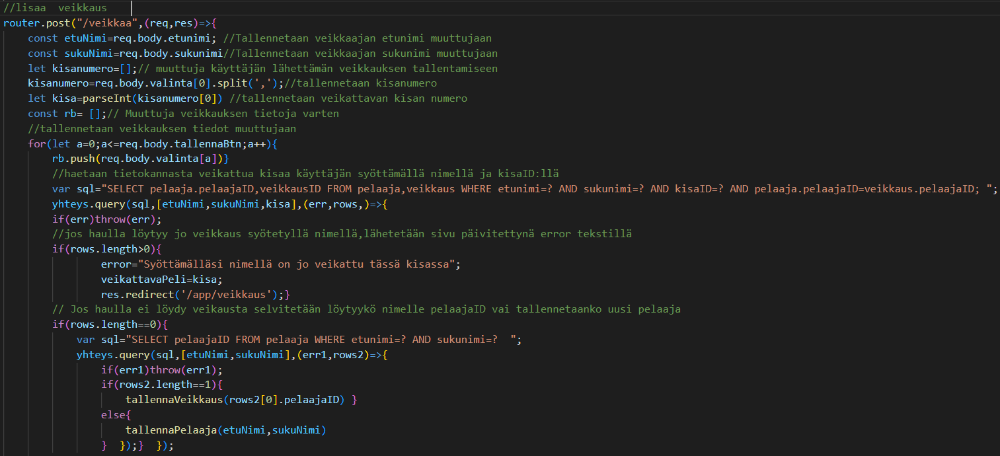 //lisaa  veikkaus
router.post("/veikkaa",(req,res)=>{
    const etuNimi=req.body.etunimi; //Tallennetaan veikkaajan etunimi muuttujaan
    const sukuNimi=req.body.sukunimi//Tallennetaan veikkaajan sukunimi muuttujaan
    let kisanumero=[];// muuttuja käyttäjän lähettämän veikkauksen tallentamiseen
    kisanumero=req.body.valinta[0].split(',');//tallennetaan kisanumero
    let kisa=parseInt(kisanumero[0]) //tallennetaan veikattavan kisan numero
    const rb= [];// Muuttuja veikkauksen tietoja varten
    //tallennetaan veikkauksen tiedot muuttujaan
    for(let a=0;a<=req.body.tallennaBtn;a++){
        rb.push(req.body.valinta[a])}
        //haetaan tietokannasta veikattua kisaa käyttäjän syöttämällä nimellä ja kisaID:llä
        var sql="SELECT pelaaja.pelaajaID,veikkausID FROM pelaaja,veikkaus WHERE etunimi=? AND sukunimi=? AND kisaID=? AND pelaaja.pelaajaID=veikkaus.pelaajaID; ";
        yhteys.query(sql,[etuNimi,sukuNimi,kisa],(err,rows,)=>{
        if(err)throw(err);
        //jos haulla löytyy jo veikkaus syötetyllä nimellä,lähetetään sivu päivitettynä error tekstillä
        if(rows.length>0){
                error="Syöttämälläsi nimellä on jo veikattu tässä kisassa";
                veikattavaPeli=kisa;
                res.redirect('/app/veikkaus');}
        // Jos haulla ei löydy veikausta selvitetään löytyykö nimelle pelaajaID vai tallennetaanko uusi pelaaja
        if(rows.length==0){
            var sql="SELECT pelaajaID FROM pelaaja WHERE etunimi=? AND sukunimi=?  ";
            yhteys.query(sql,[etuNimi,sukuNimi],(err1,rows2)=>{
                if(err1)throw(err1);
                if(rows2.length==1){
                    tallennaVeikkaus(rows2[0].pelaajaID) }
                else{
                    tallennaPelaaja(etuNimi,sukuNimi)
                }  });}  });